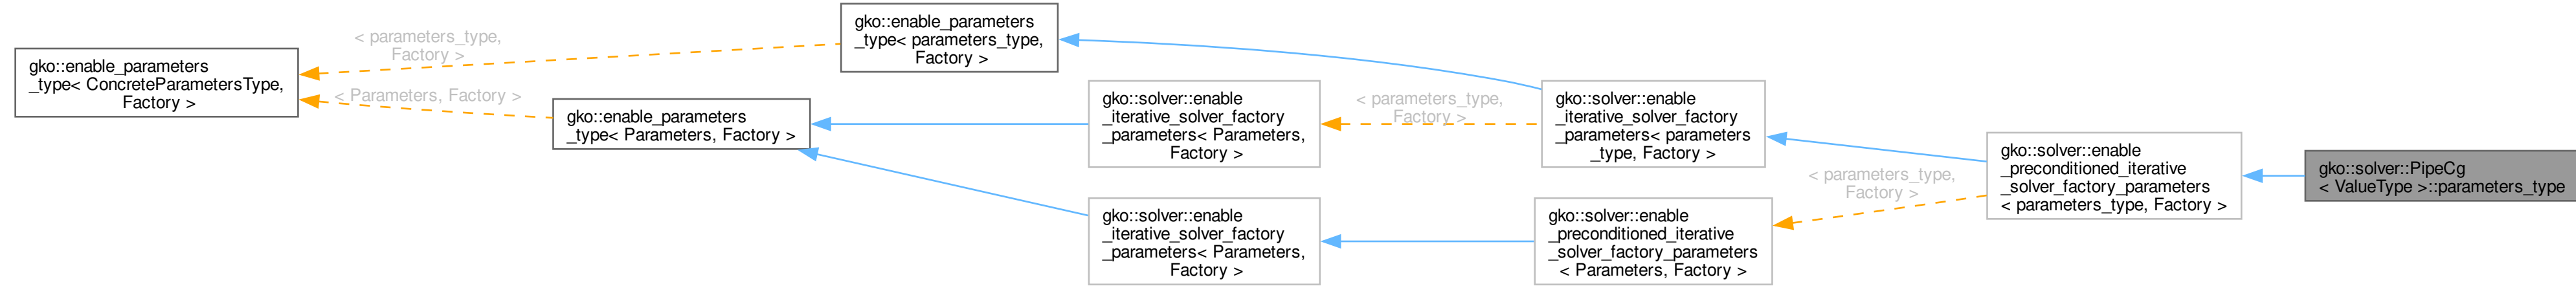 gko::enable_parameters
_type< ConcreteParametersType,
Factory >
< parameters_type,
Factory >
< Parameters, Factory >
gko::enable_parameters
_type< parameters_type,
Factory >
gko::enable_parameters
_type< Parameters, Factory >
gko::solver::enable
_iterative_solver_factory
_parameters< Parameters,
Factory >
gko::solver::enable
_iterative_solver_factory
_parameters< Parameters,
Factory >
< parameters_type,
Factory >
gko::solver::enable
_iterative_solver_factory
_parameters< parameters
_type, Factory >
gko::solver::enable
_preconditioned_iterative
_solver_factory_parameters
< Parameters, Factory >
< parameters_type,
Factory >
gko::solver::enable
_preconditioned_iterative
_solver_factory_parameters
< parameters_type, Factory >
gko::solver::PipeCg
< ValueType >::parameters_type